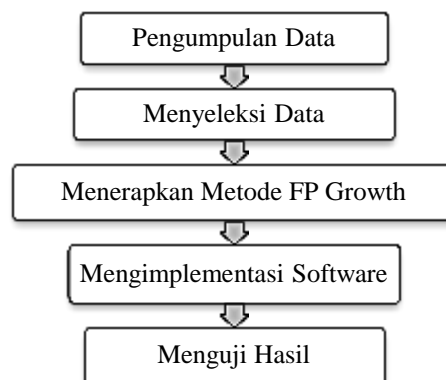 Pengumpulan Data
Menyeleksi Data
Menerapkan Metode FP Growth
Mengimplementasi Software
Menguji Hasil